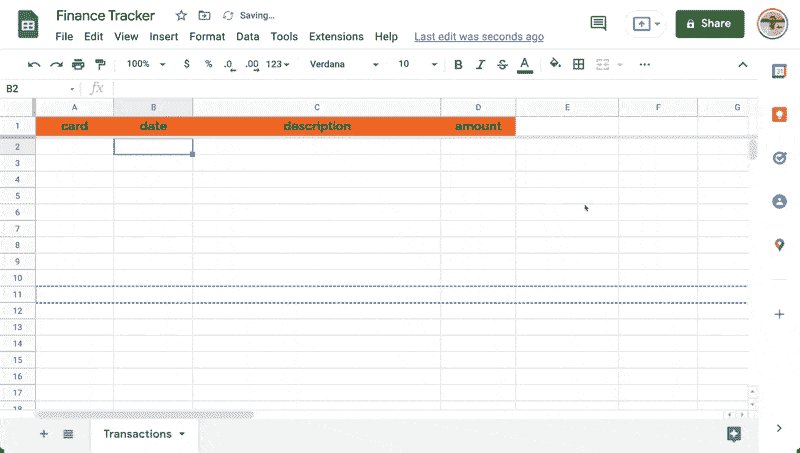 Finance Tracker Saving...
File Edit View Insert Format Data Tools Extensions Help Last edit was seconds ago
Share
100% $ % .0 .00 123 Verdana 10 B I S A
B2 fx
A B C D E F G
1 card date description amount
2
3
4
5
6
7
8
9
10
11
12
13
14
15
16
17
18
+ Transactions
31